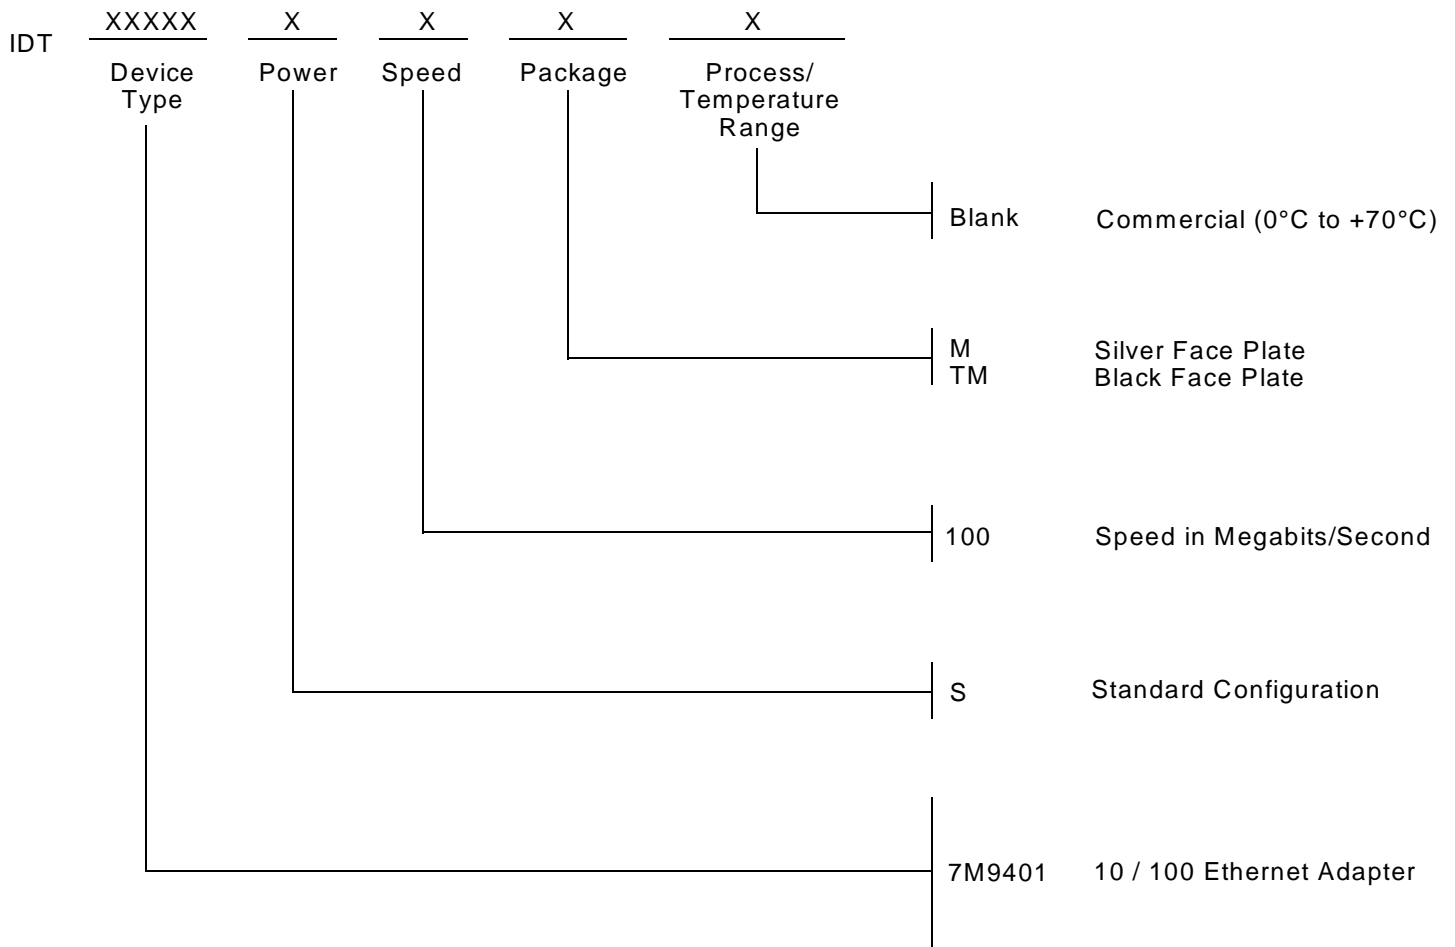 IDT XXXXX X X X X
Device Type Power Speed Package Process/ Temperature Range
Blank Commercial (0°C to +70°C)
M Silver Face Plate
TM Black Face Plate
100 Speed in Megabits/Second
S Standard Configuration
7M9401 10 / 100 Ethernet Adapter